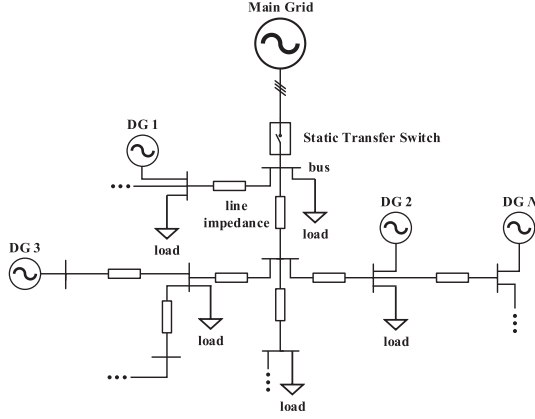 Main Grid
DG 1
Static Transfer Switch
bus
line
impedance
load
load
DG 2
DG N
DG 3
load
load
load